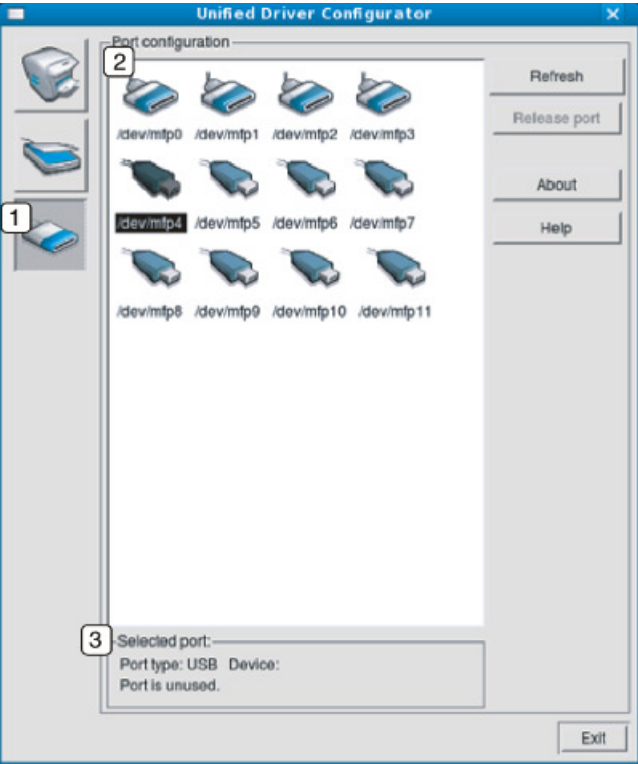 Unified Driver Configurator
Port configuration
2
Refresh
/dev/mfp0 /dev/mfp1 /dev/mfp2 /dev/mfp3
Release port
About
1
/dev/mfp4 /dev/mfp5 /dev/mfp6 /dev/mfp7
Help
/dev/mfp8 /dev/mfp9 /dev/mfp10 /dev/mfp11
3
Selected port:
Port type: USB Device:
Port is unused.
Exit